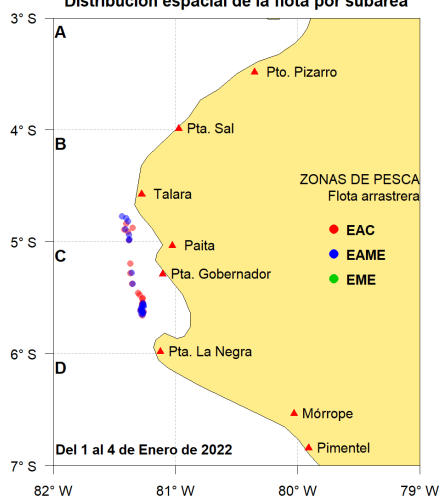 Distribución espacial de la flota por subárea
3° S
A
Pto. Pizarro
4° S
Pta. Sal
B
ZONAS DE PESCA
Flota arrastrera
Talara
EAC
5° S
Paita
C
EAME
Pta. Gobernador
EME
6° S
Pta. La Negra
D
Mórrope
Del 1 al 4 de Enero de 2022
Pimentel
7° S
82° W 81° W 80° W 79° W